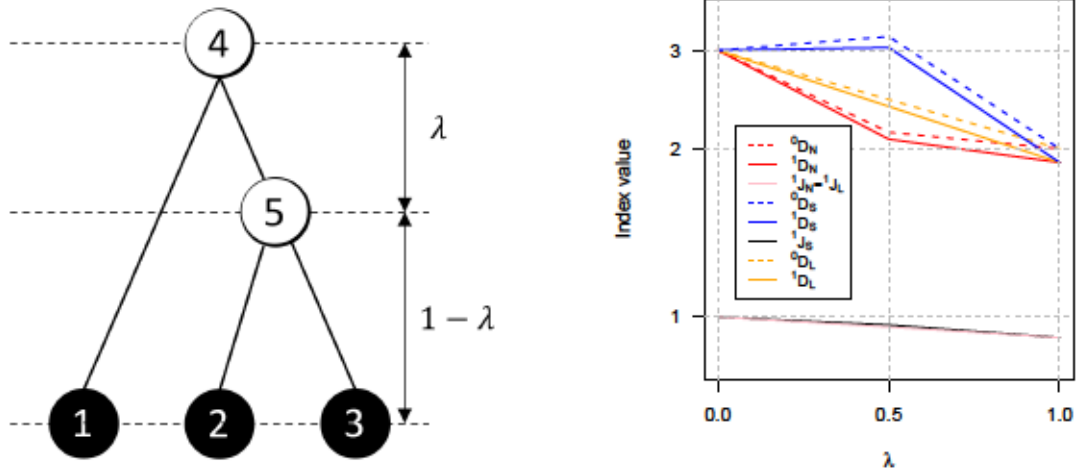 4
λ
5
1 − λ
1 2 3
Index value
3
2
1
⁰D_N
¹D_N
¹J_N=¹J_L
⁰D_S
¹D_S
¹J_S
⁰D_L
¹D_L
0.0 0.5 1.0
λ